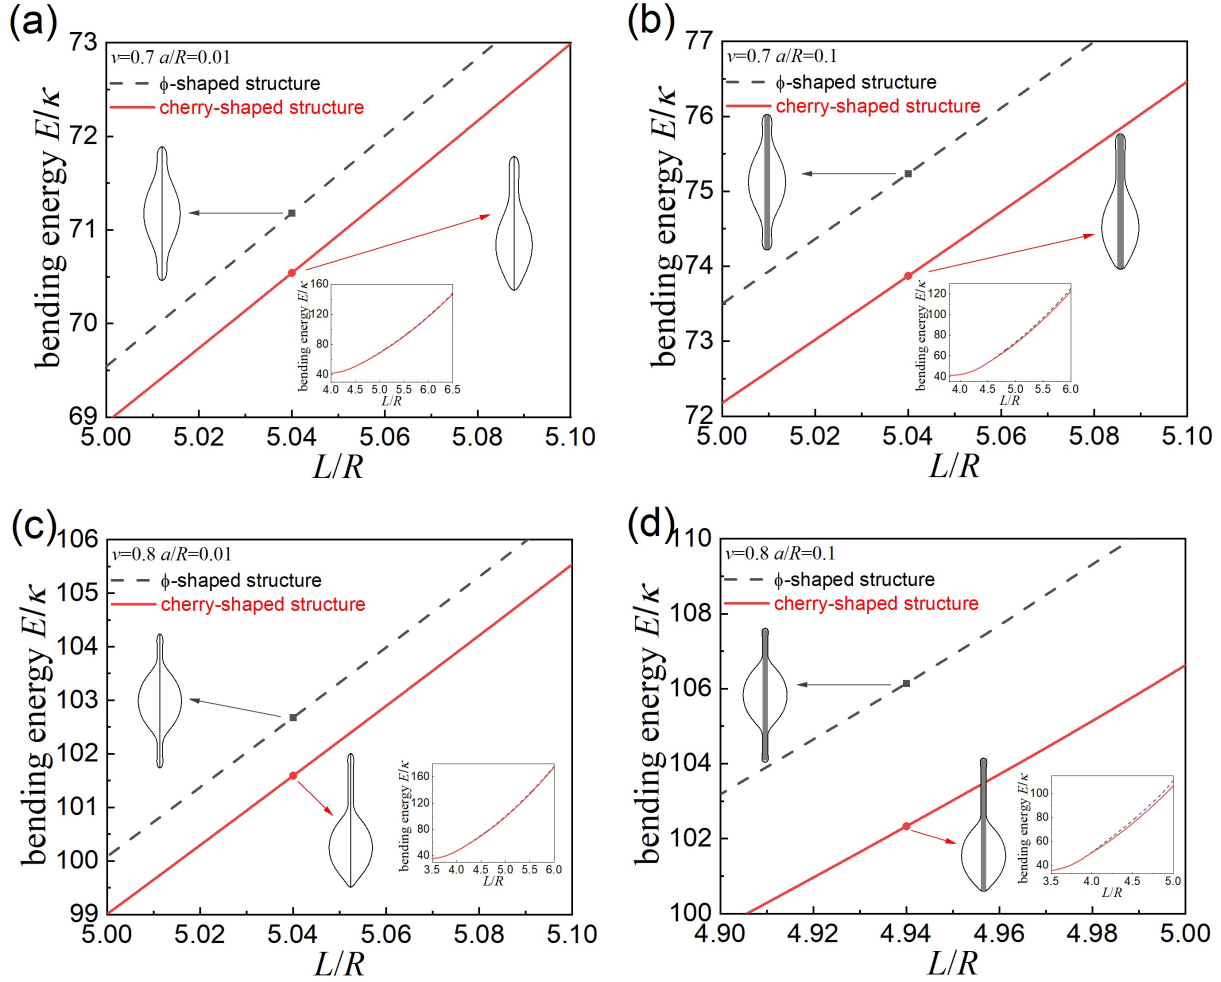 (a)
73
72
71
70
69
v=0.7 a/R=0.01
ϕ-shaped structure
cherry-shaped structure
bending energy E/κ
5.00 5.02 5.04 5.06 5.08 5.10
L/R
160
120
80
40
bending energy E/κ
4.0 4.5 5.0 5.5 6.0 6.5
L/R
(b)
77
76
75
74
73
72
v=0.7 a/R=0.1
ϕ-shaped structure
cherry-shaped structure
bending energy E/κ
5.00 5.02 5.04 5.06 5.08 5.10
L/R
120
100
80
60
40
bending energy E/κ
4.0 4.5 5.0 5.5 6.0
L/R
(c)
106
105
104
103
102
101
100
99
v=0.8 a/R=0.01
ϕ-shaped structure
cherry-shaped structure
bending energy E/κ
5.00 5.02 5.04 5.06 5.08 5.10
L/R
160
120
80
40
bending energy E/κ
3.5 4.0 4.5 5.0 5.5 6.0
L/R
(d)
110
108
106
104
102
100
v=0.8 a/R=0.1
ϕ-shaped structure
cherry-shaped structure
bending energy E/κ
4.90 4.92 4.94 4.96 4.98 5.00
L/R
100
80
60
40
bending energy E/κ
3.5 4.0 4.5 5.0
L/R